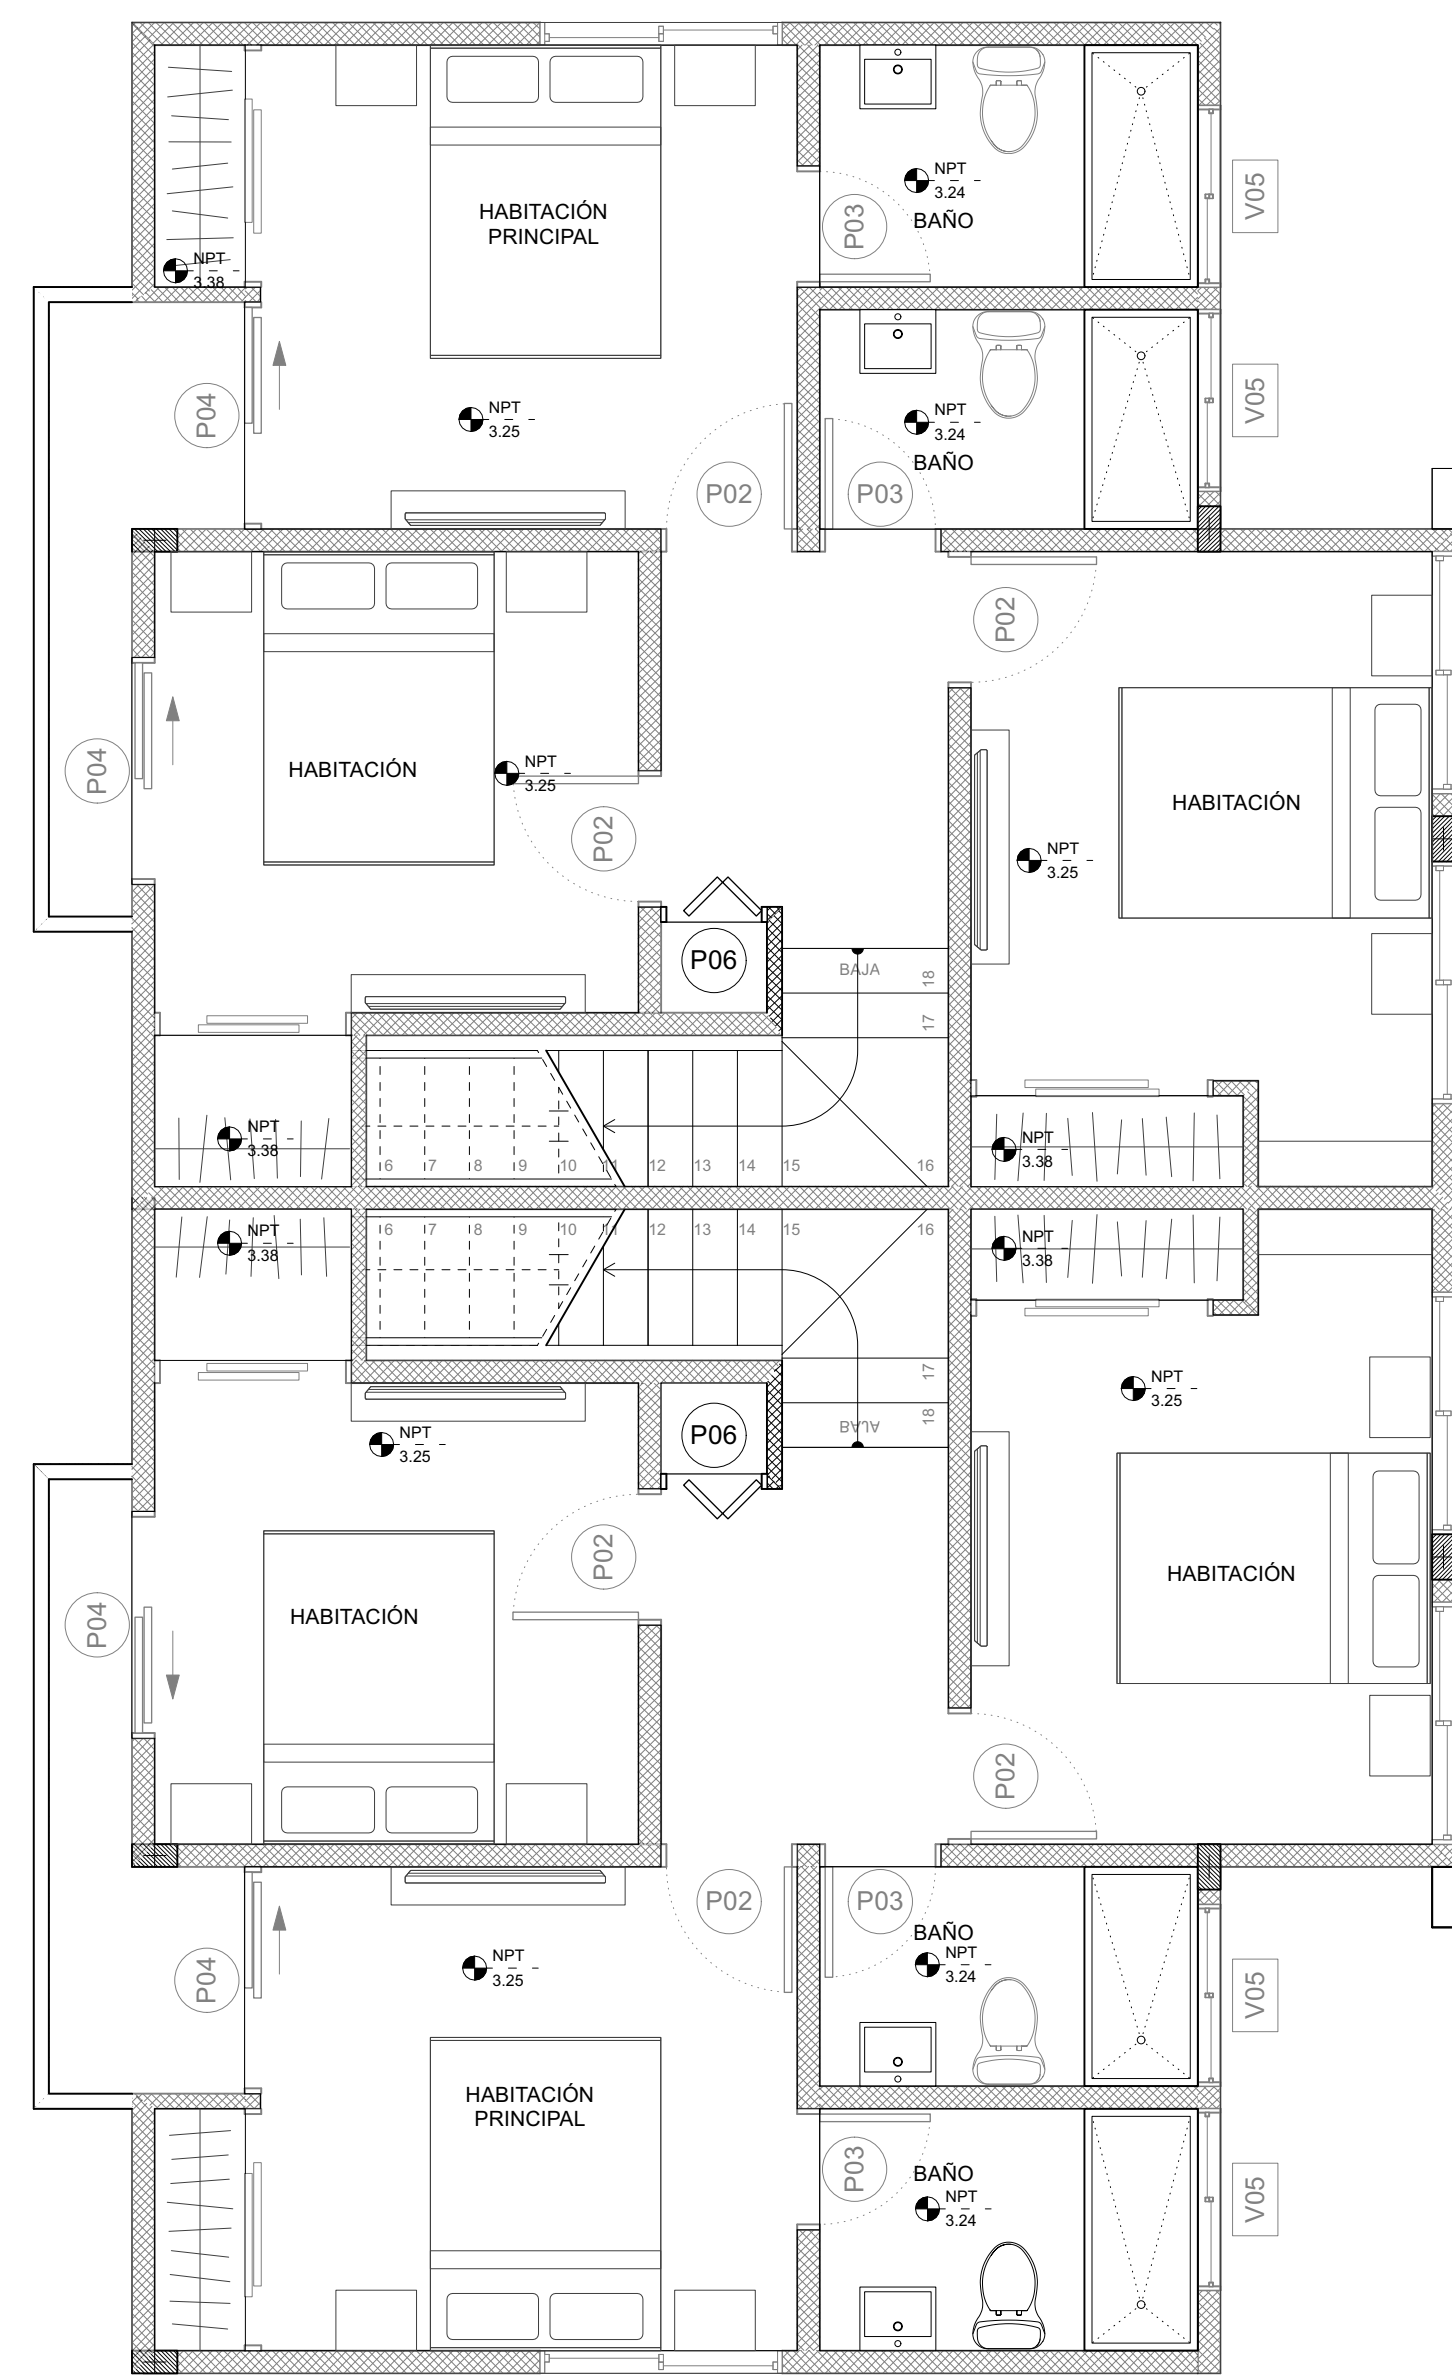 HABITACIÓN
PRINCIPAL
NPT
3.24
BAÑO
P03
V05
NPT
3.38
NPT
3.24
BAÑO
V05
P04
NPT
3.25
P02
P03
P02
HABITACIÓN
NPT
3.25
P04
P02
HABITACIÓN
NPT
3.25
P06
BAJA
18
17
NPT
3.38
6
7
8
9
10
11
12
13
14
15
16
NPT
3.38
NPT
3.38
6
7
8
9
10
11
12
13
14
15
16
NPT
3.38
17
18
BAJA
P06
NPT
3.25
NPT
3.25
P02
HABITACIÓN
P04
HABITACIÓN
P02
P02
P03
BAÑO
NPT
3.24
NPT
3.25
P04
V05
HABITACIÓN
PRINCIPAL
P03
BAÑO
NPT
3.24
V05